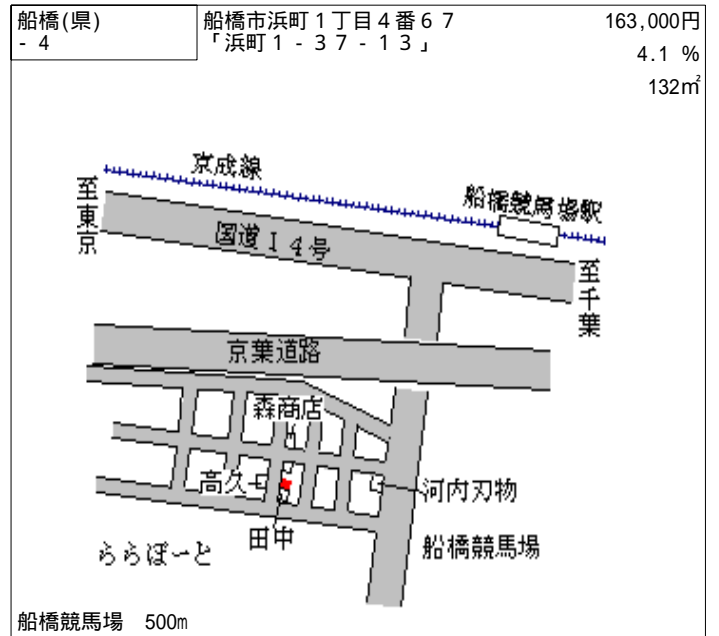 船橋(県)
- 4
船橋市浜町１丁目４番６７
「浜町１-３７-１３」
163,000円
4.1 %
132㎡
京成線
船橋競馬場駅
至東京
国道１４号
至千葉
京葉道路
森商店
高久
河内刃物
田中
船橋競馬場
ららぽーと
船橋競馬場 500m